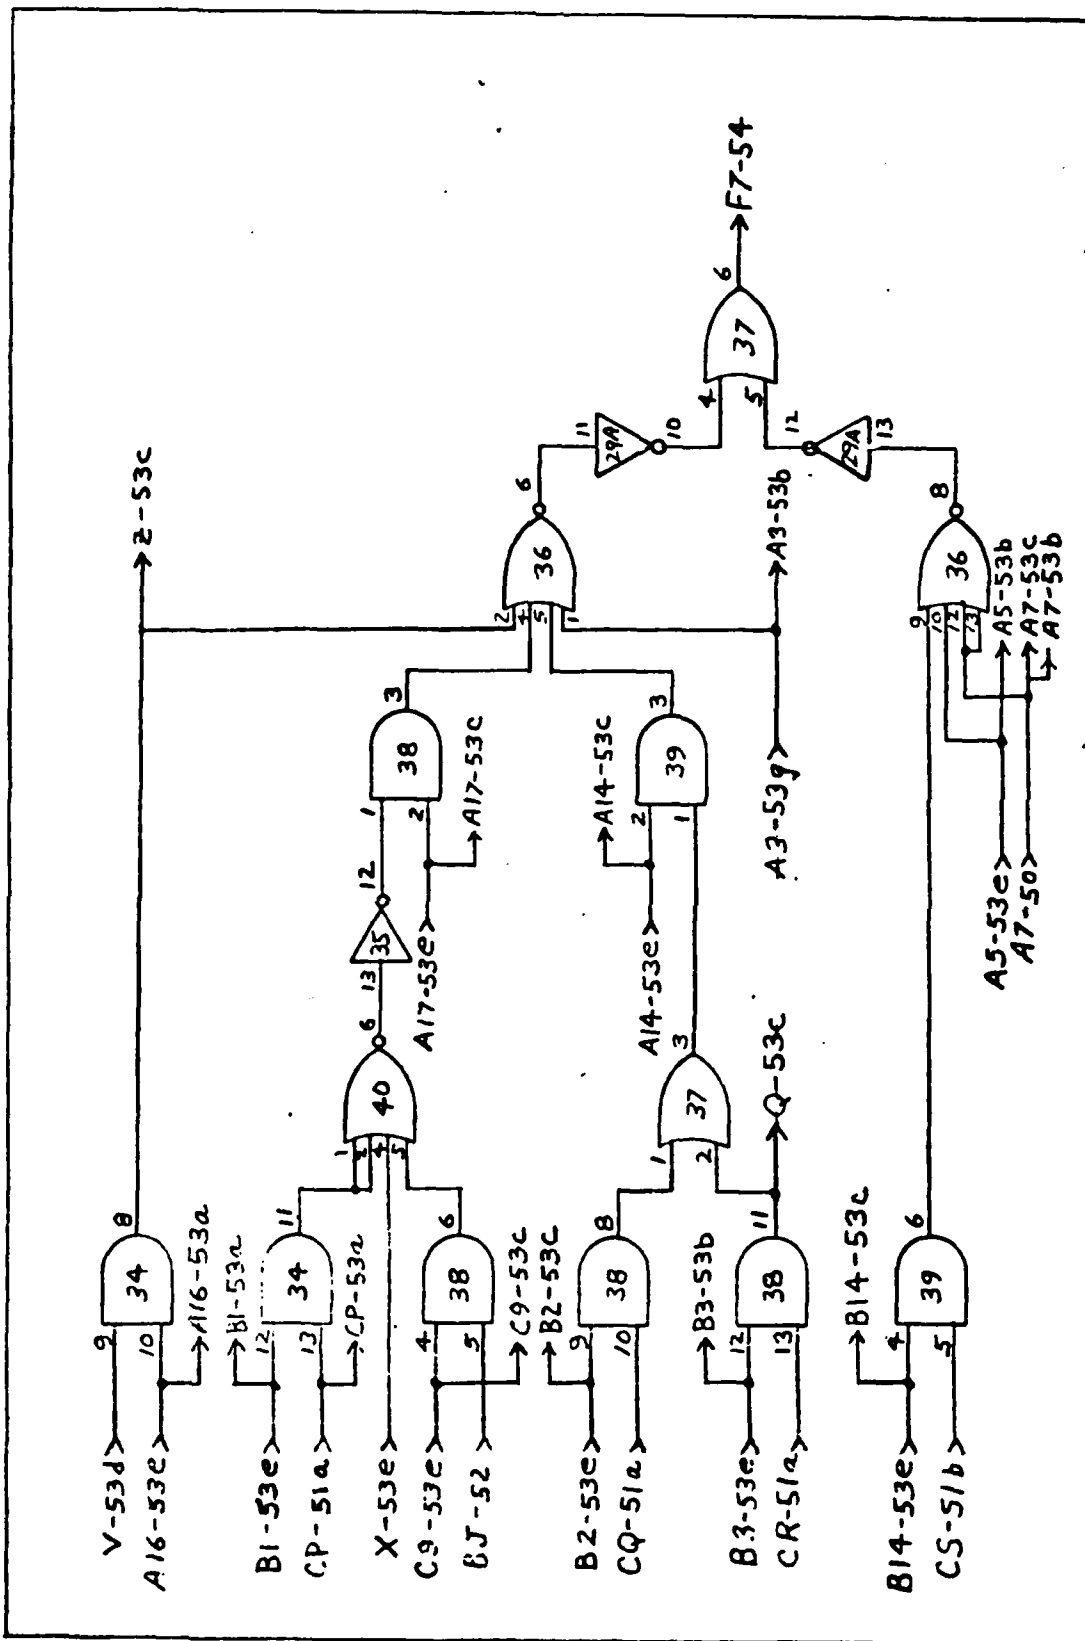 V-53d
9
A16-53e
10
34
8
Z-53c
A16-53a
B1-53a
B1-53e
12
CP-51a
13
34
11
CP-53a
X-53e
1
2
4
5
40
6
13
35
12
C9-53e
4
BJ-52
5
38
6
C9-53c
1
2
38
3
A17-53e
A17-53c
B2-53c
B2-53e
9
CQ-51a
10
38
8
1
2
37
3
A14-53e
A14-53c
2
1
39
3
B3-53b
B3-53e
12
CR-51a
13
38
11
Q-53c
A3-53g
A3-53b
2
4
5
1
36
6
11
29A
10
4
5
37
6
F7-54
12
29A
13
B14-53c
B14-53e
4
CS-51b
5
39
6
9
10
12
13
36
8
A5-53e
A7-50
A5-53b
A7-53c
A7-53b